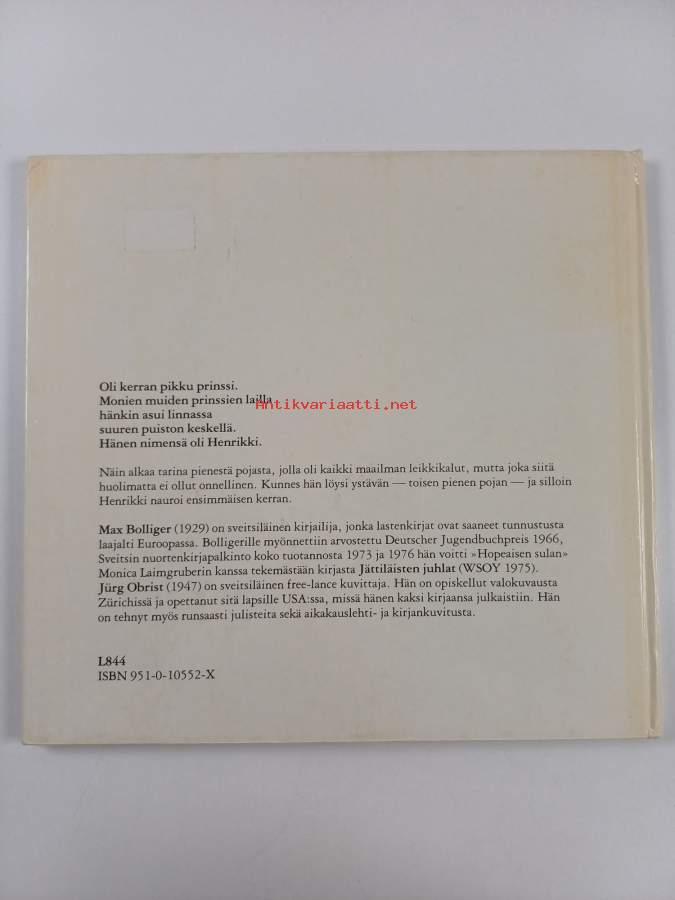 Oli kerran pikku prinssi.
Monien muiden prinssien lailla
Antikvariaatti.net
hänkin asui linnassa
suuren puiston keskellä.
Hänen nimensä oli Henrikki.
Näin alkaa tarina pienestä pojasta, jolla oli kaikki maailman leikkikalut, mutta joka siitä
huolimatta ei ollut onnellinen. Kunnes hän löysi ystävän — toisen pienen pojan — ja silloin
Henrikki nauroi ensimmäisen kerran.
Max Bolliger (1929) on sveitsiläinen kirjailija, jonka lastenkirjat ovat saaneet tunnustusta
laajalti Euroopassa. Bolligerille myönnettiin arvostettu Deutscher Jugendbuchpreis 1966,
Sveitsin nuortenkirjapalkinto koko tuotannosta 1973 ja 1976 hän voitti »Hopeaisen sulan»
Monica Laimgruberin kanssa tekemästään kirjasta Jättiläisten juhlat (WSOY 1975).
Jürg Obrist (1947) on sveitsiläinen free-lance kuvittaja. Hän on opiskellut valokuvausta
Zürichissä ja opettanut sitä lapsille USA:ssa, missä hänen kaksi kirjaansa julkaistiin. Hän
on tehnyt myös runsaasti julisteita sekä aikakauslehti- ja kirjankuvitusta.
L844
ISBN 951-0-10552-X